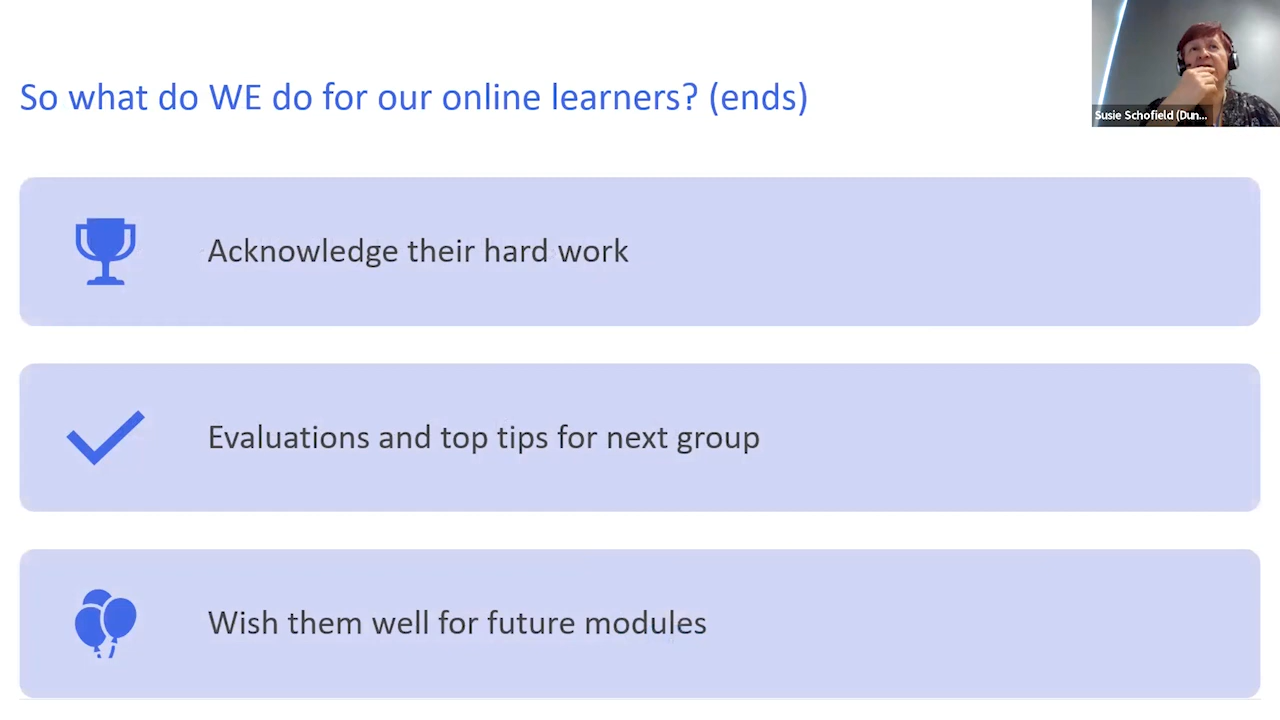 So what do WE do for our online learners? (ends)
Susie Schofield (Dun...
Acknowledge their hard work
Evaluations and top tips for next group
Wish them well for future modules